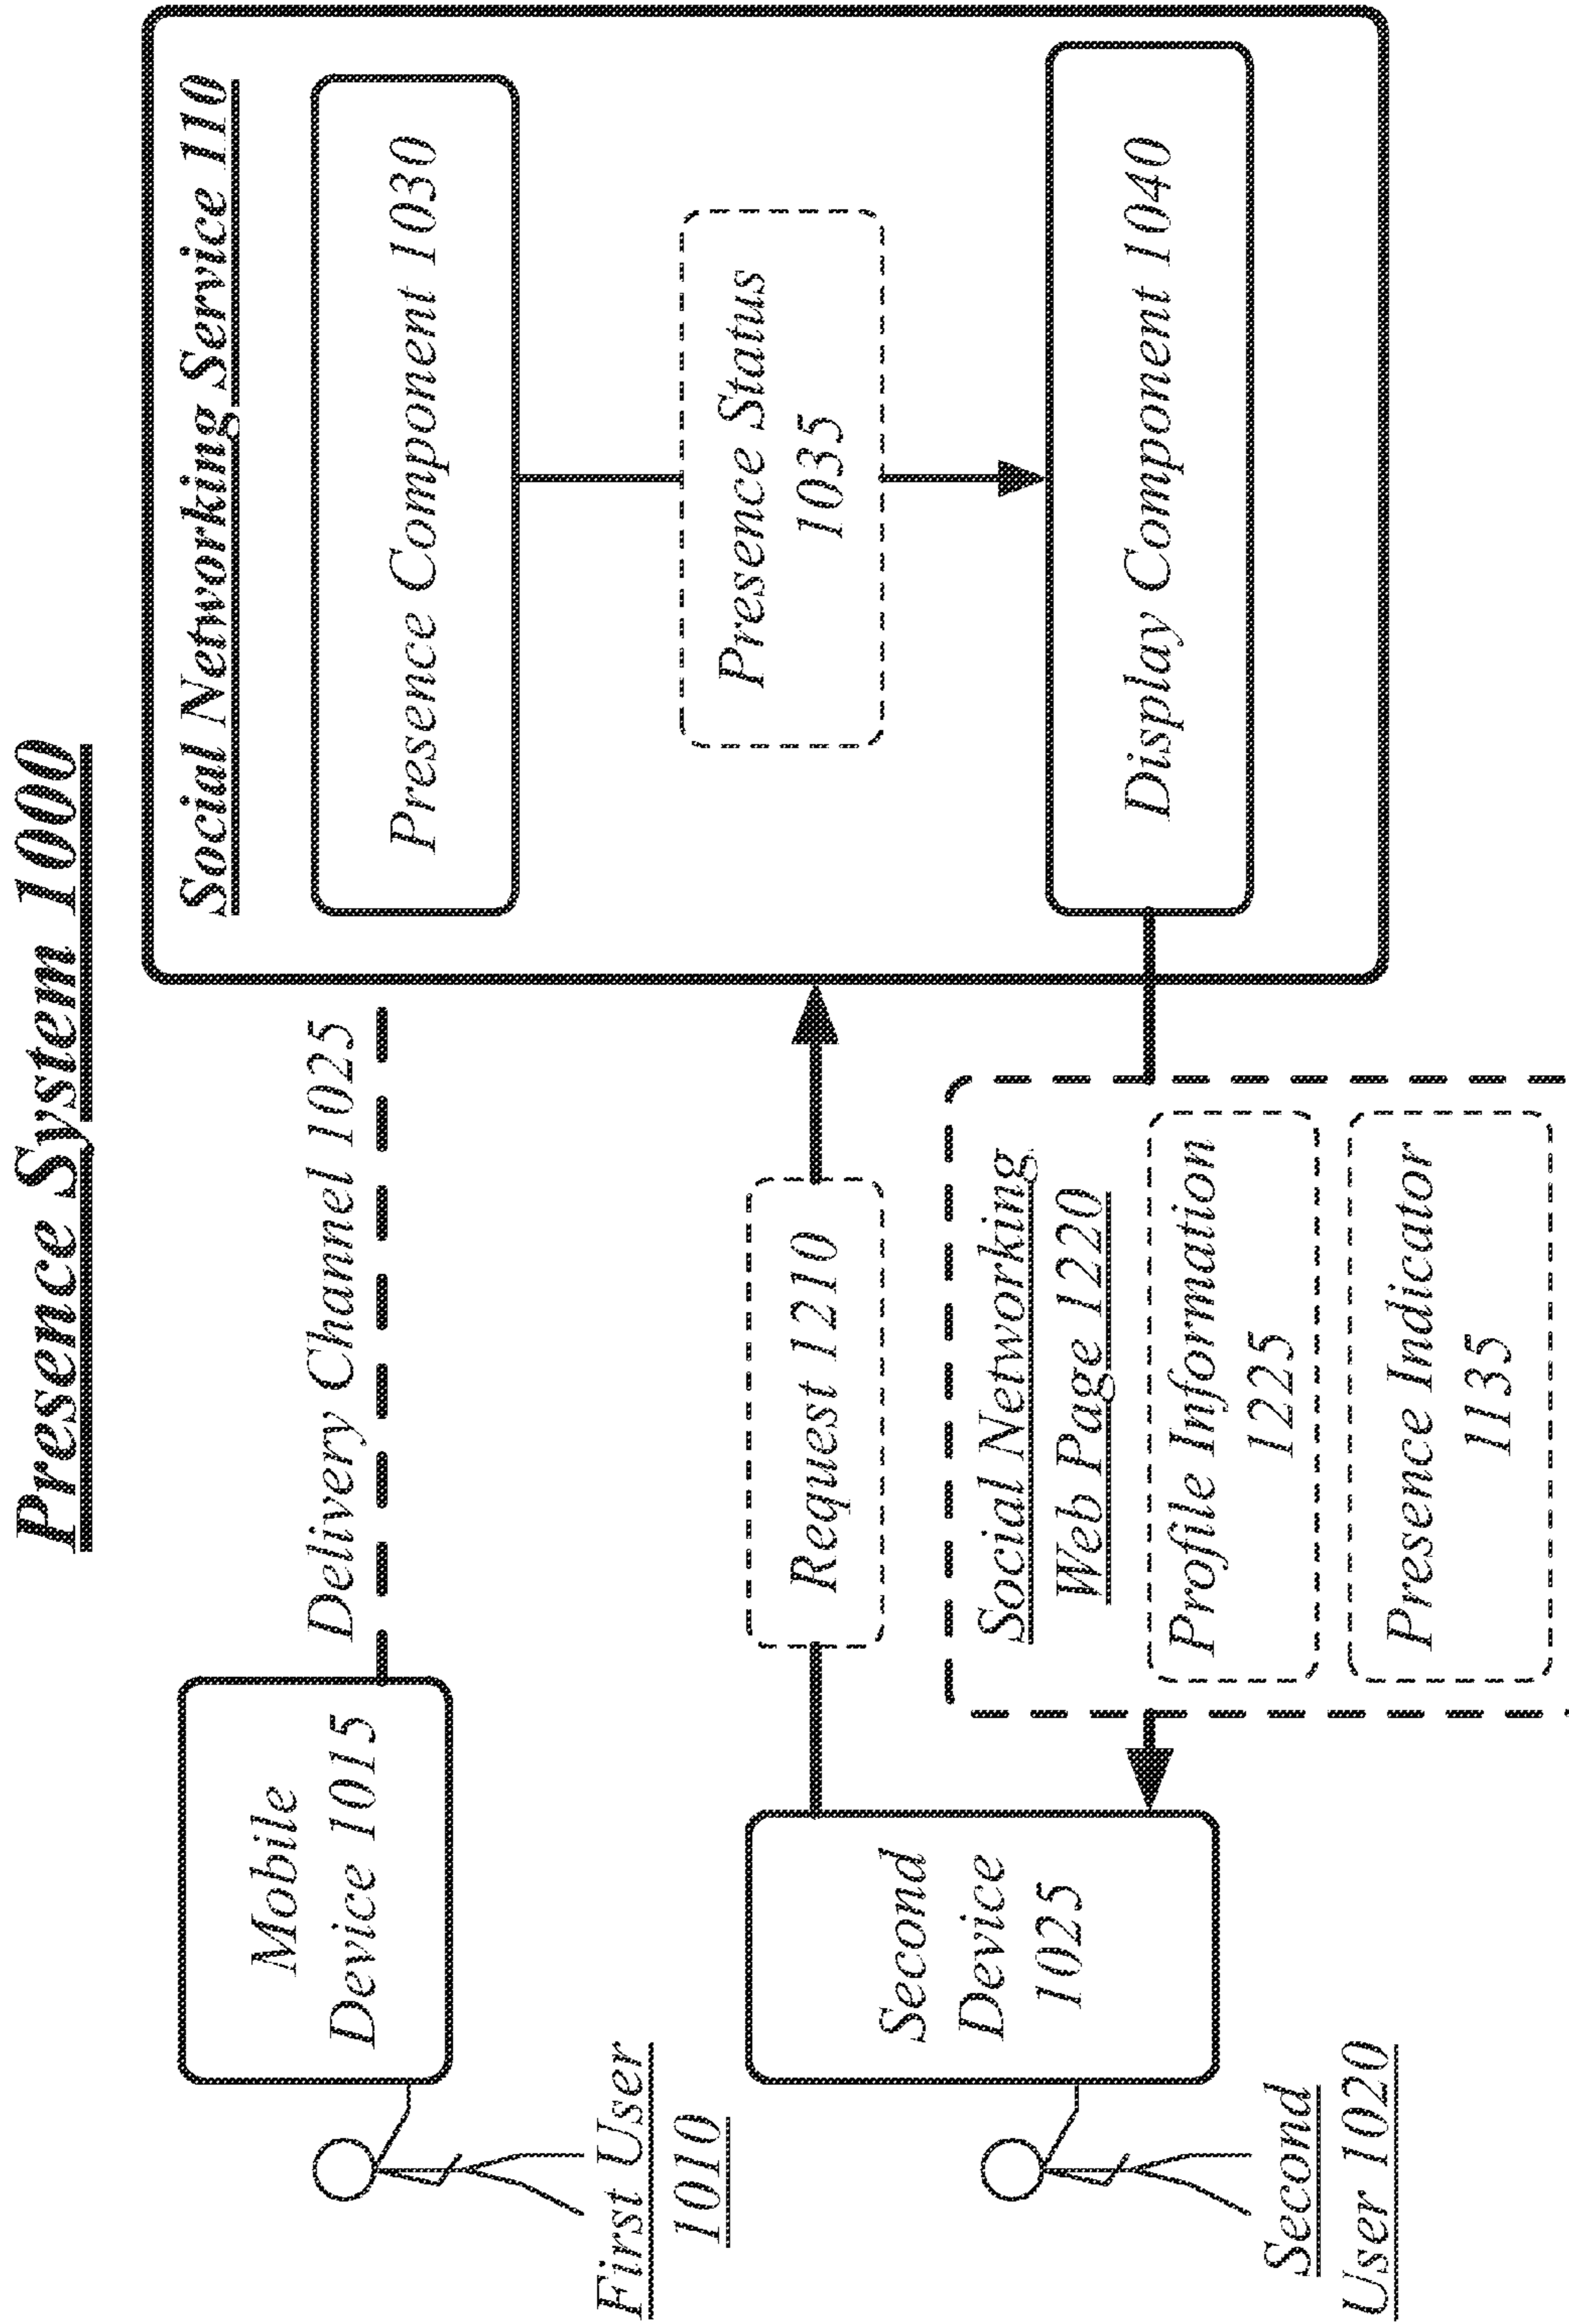 Presence System 1000
Mobile
Device 1015
Delivery Channel 1025
Social Networking Service 110
Presence Component 1030
First User
1010
Presence Status
1035
Second
Device
1025
Request 1210
Social Networking
Web Page 1220
Profile Information
1225
Presence Indicator
1135
Display Component 1040
Second
User 1020